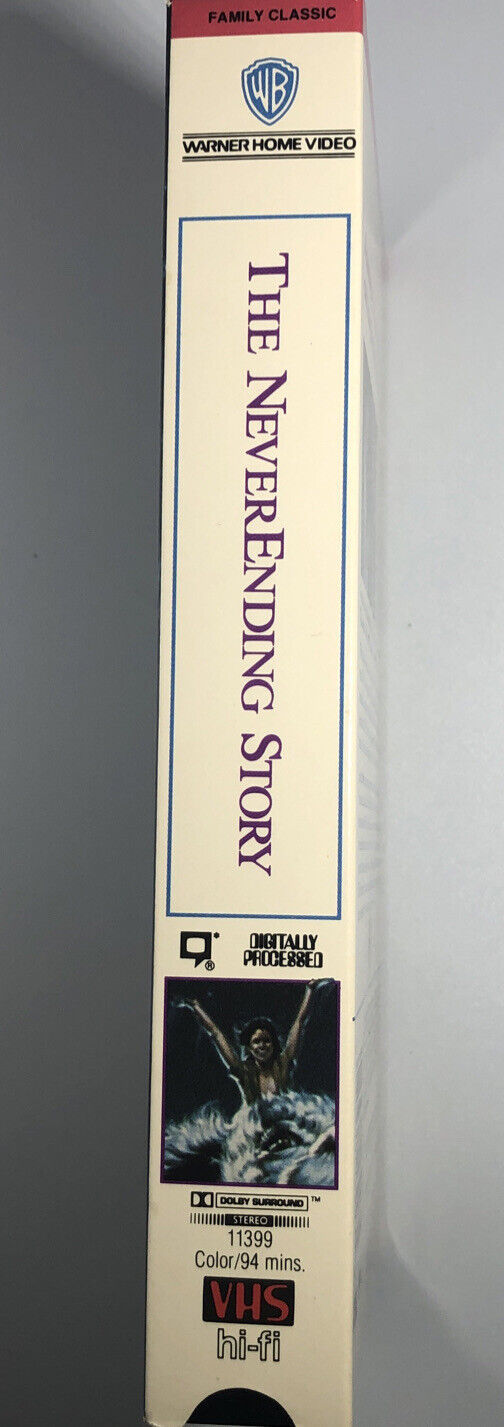 FAMILY CLASSIC
WB
WARNER HOME VIDEO
THE NEVERENDING STORY
DIGITALLY
PROCESSED
DOLBY SURROUND™
STEREO
11399
Color/94 mins.
VHS
hi-fi